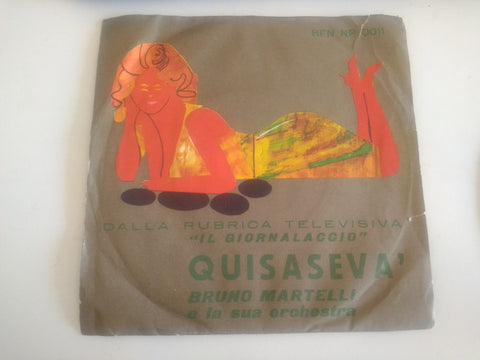 REN NP 0011
DALLA RUBRICA TELEVISIVA
"IL GIORNALACCIO"
QUISASEVA'
BRUNO MARTELLI
e la sua orchestra